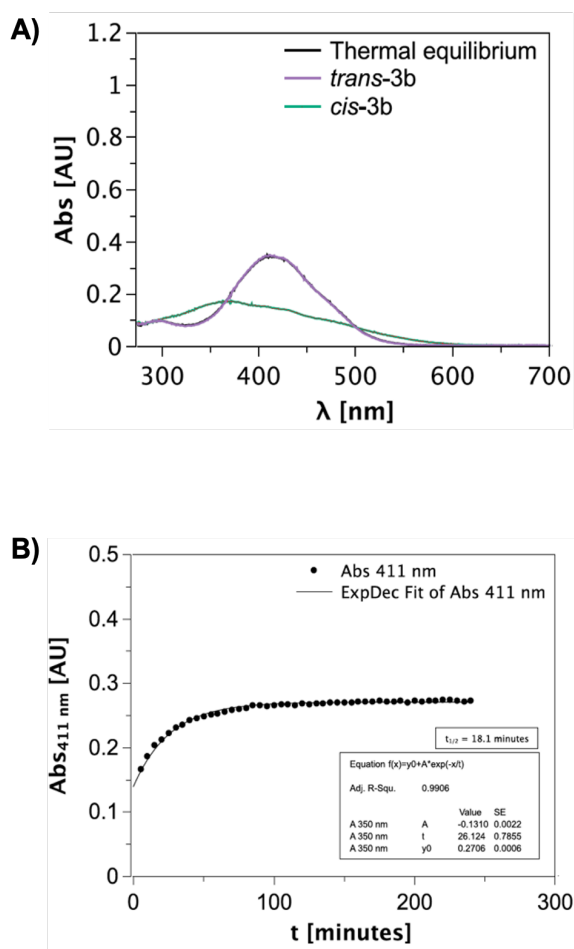 A)
1.2
1
0.8
0.6
0.4
0.2
0
Abs [AU]
Thermal equilibrium
trans-3b
cis-3b
300 400 500 600 700
λ [nm]
B)
0.5
0.4
0.3
0.2
0.1
0
Abs411 nm [AU]
Abs 411 nm
ExpDec Fit of Abs 411 nm
t1/2 = 18.1 minutes
Equation f(x)=y0+A*exp(-x/t)
Adj. R-Squ. 0.9906
Value SE
A 350 nm A -0.1310 0.0022
A 350 nm t 26.124 0.7855
A 350 nm y0 0.2706 0.0006
0 100 200 300
t [minutes]